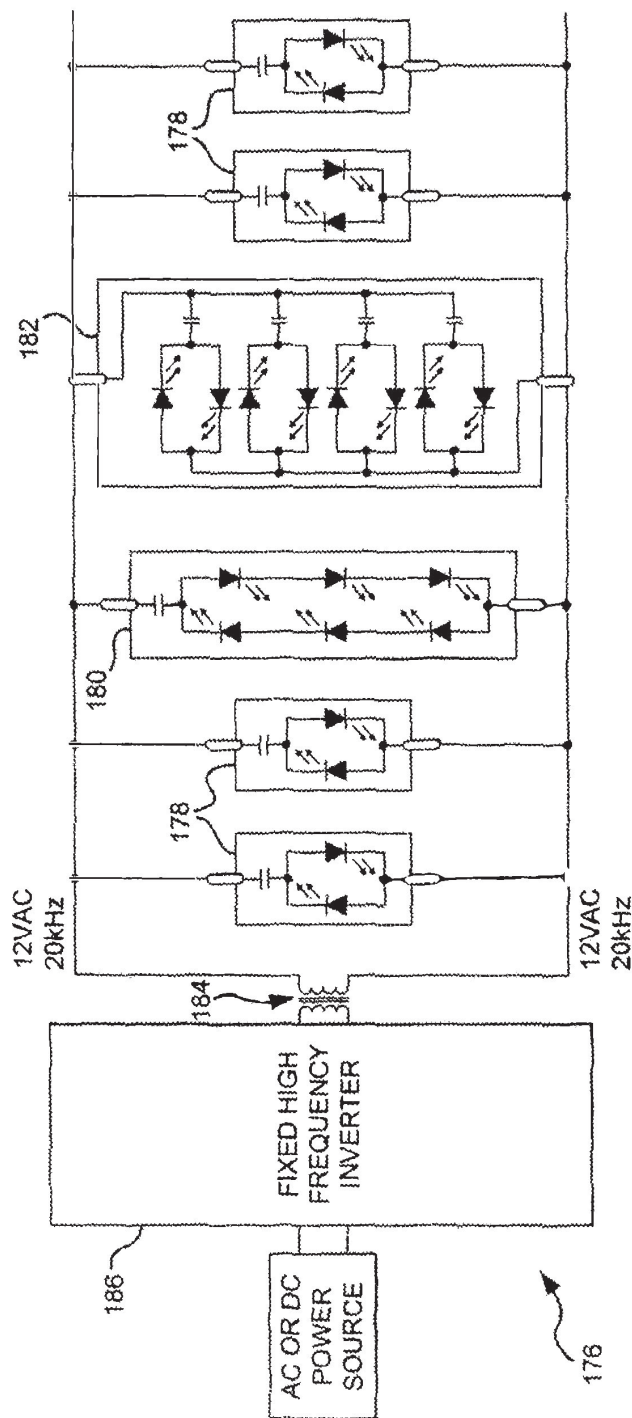 176
AC OR DC
POWER
SOURCE
186
FIXED HIGH
FREQUENCY
INVERTER
184
12VAC
20kHz
12VAC
20kHz
178
180
182
178